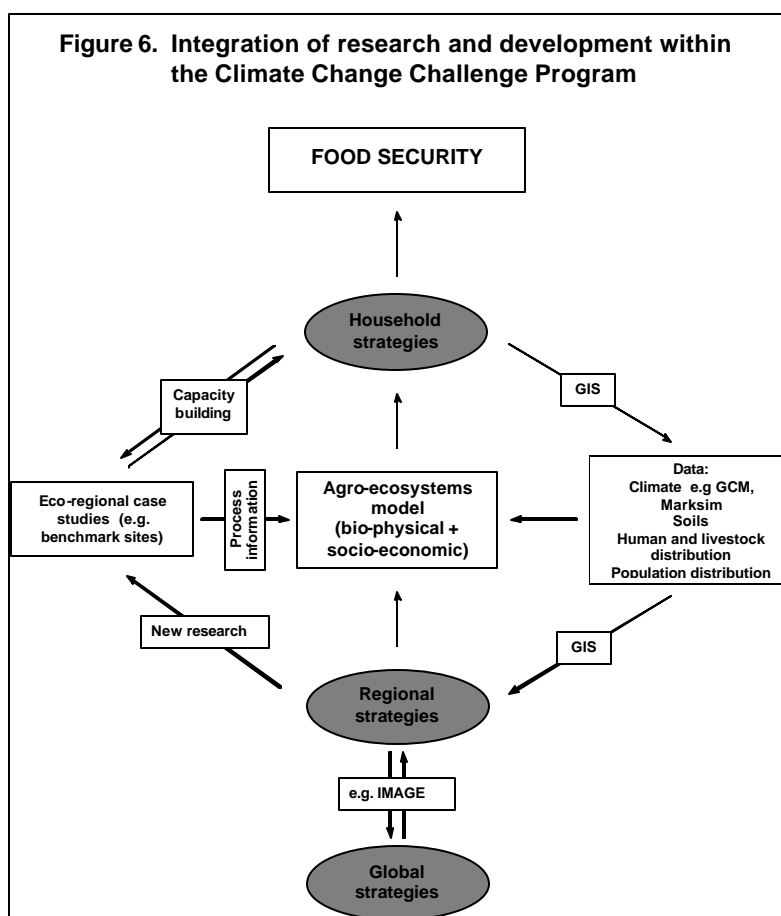 Figure 6. Integration of research and development within
the Climate Change Challenge Program
FOOD SECURITY
Household
strategies
Capacity
building
GIS
Eco-regional case
studies (e.g.
benchmark sites)
Process
information
Agro-ecosystems
model
(bio-physical +
socio-economic)
Data:
Climate e.g GCM,
Marksim
Soils
Human and livestock
distribution
Population distribution
New research
GIS
Regional
strategies
e.g. IMAGE
Global
strategies